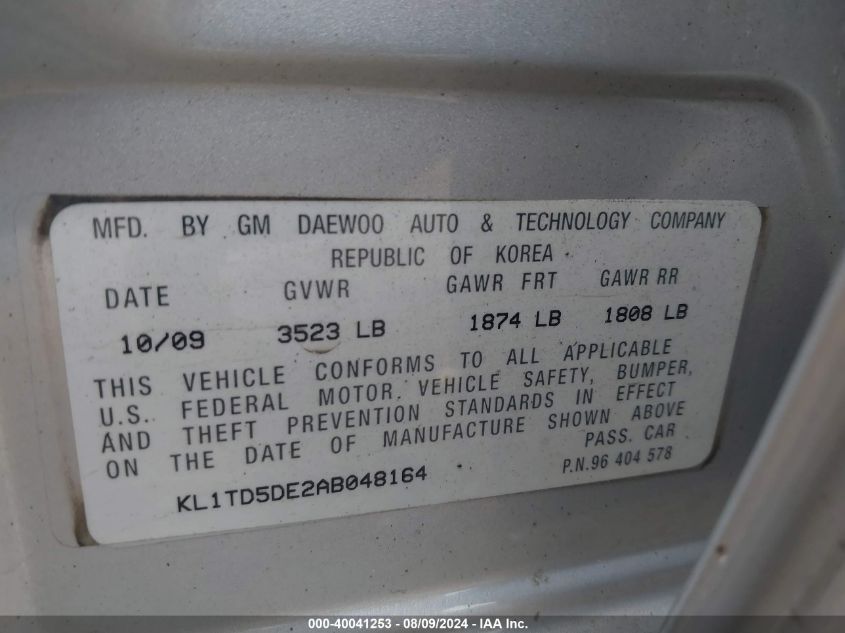 MFD. BY GM DAEWOO AUTO & TECHNOLOGY COMPANY
REPUBLIC OF KOREA
DATE GVWR GAWR FRT GAWR RR
10/09 3523 LB 1874 LB 1808 LB
THIS VEHICLE CONFORMS TO ALL APPLICABLE
U.S. FEDERAL MOTOR VEHICLE SAFETY, BUMPER,
AND THEFT PREVENTION STANDARDS IN EFFECT
ON THE DATE OF MANUFACTURE SHOWN ABOVE
PASS. CAR
KL1TD5DE2AB048164
P.N.96 404 578
000-40041253 - 08/09/2024 - IAA Inc.